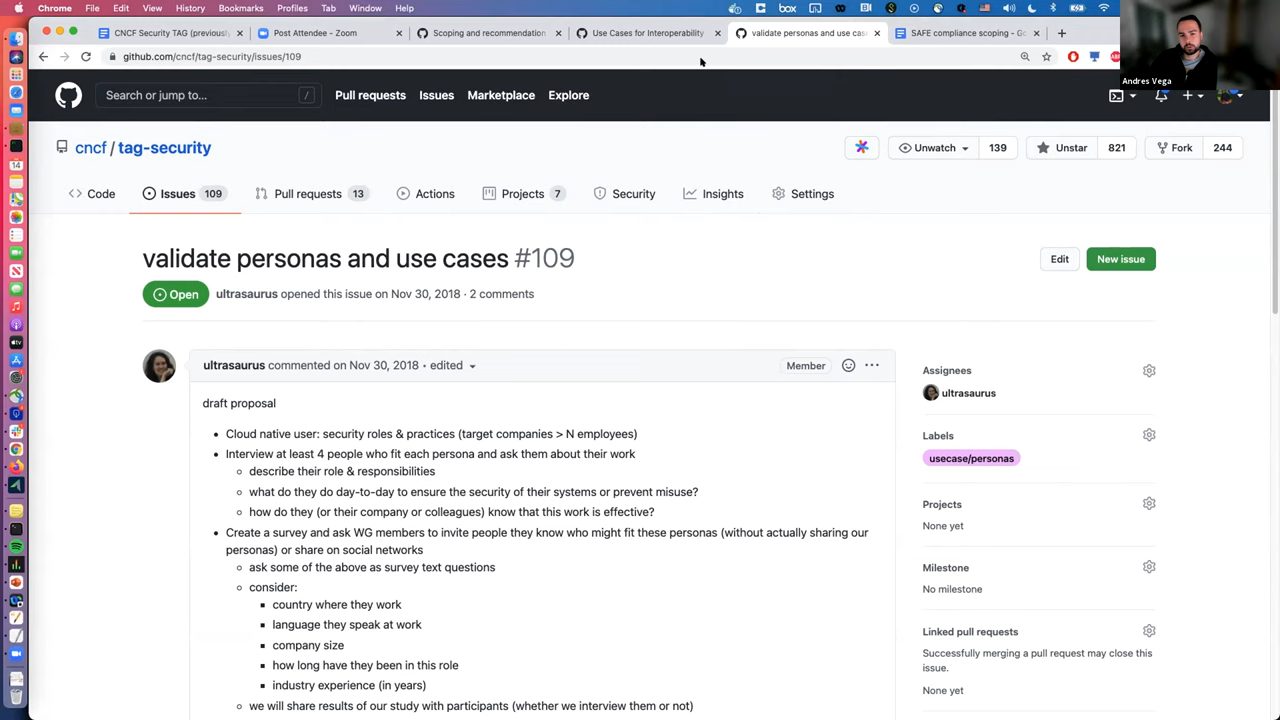 Chrome File Edit View History Bookmarks Profiles Tab Window Help
CNCF Security TAG (previously
Post Attendee - Zoom
Scoping and recommendation
Use Cases for Interoperability
validate personas and use cas
SAFE compliance scoping - Go
github.com/cncf/tag-security/issues/109
Andres Vega
Search or jump to... /
Pull requests Issues Marketplace Explore
cncf / tag-security
Unwatch 139
Unstar 821
Fork 244
Code
Issues 109
Pull requests 13
Actions
Projects 7
Security
Insights
Settings
validate personas and use cases #109
Edit
New issue
Open
ultrasaurus opened this issue on Nov 30, 2018 · 2 comments
ultrasaurus commented on Nov 30, 2018 • edited
Member
draft proposal
• Cloud native user: security roles & practices (target companies > N employees)
• Interview at least 4 people who fit each persona and ask them about their work
describe their role & responsibilities
what do they do day-to-day to ensure the security of their systems or prevent misuse?
how do they (or their company or colleagues) know that this work is effective?
• Create a survey and ask WG members to invite people they know who might fit these personas (without actually sharing our
personas) or share on social networks
ask some of the above as survey text questions
consider:
country where they work
language they speak at work
company size
how long have they been in this role
industry experience (in years)
we will share results of our study with participants (whether we interview them or not)
Assignees
ultrasaurus
Labels
usecase/personas
Projects
None yet
Milestone
No milestone
Linked pull requests
Successfully merging a pull request may close this
issue.
None yet